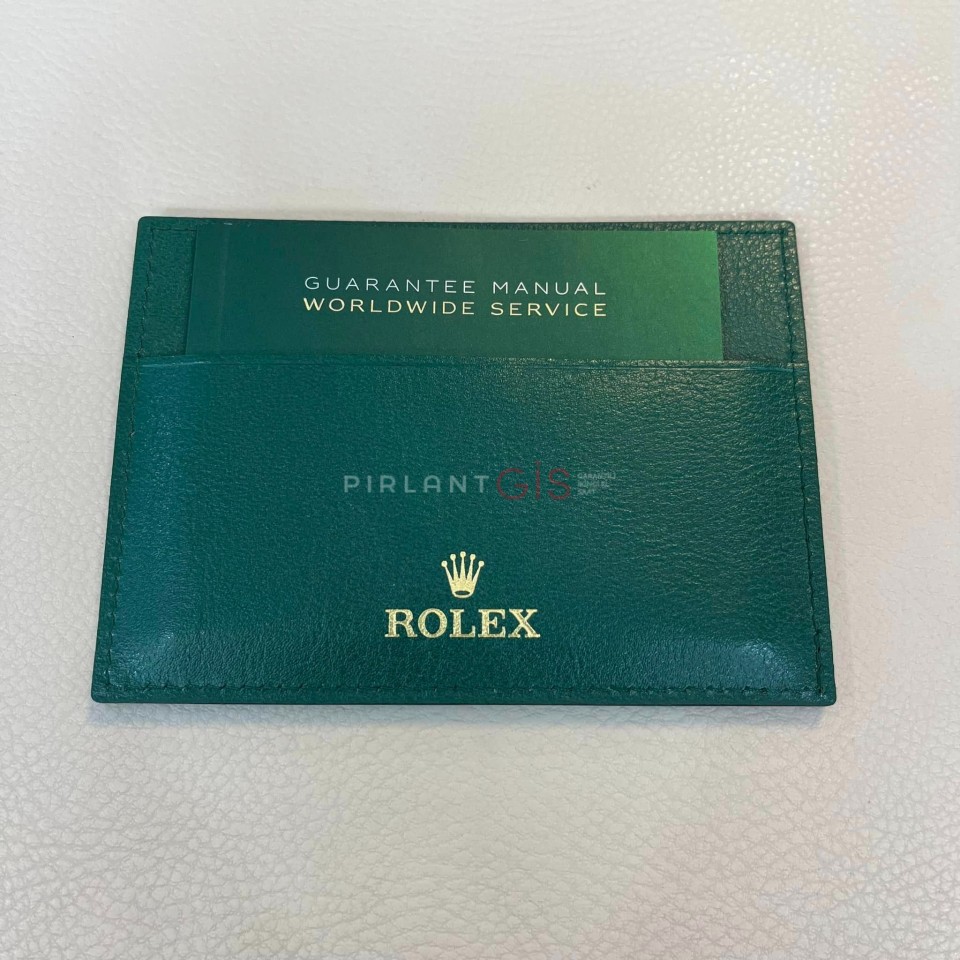 GUARANTEE MANUAL
WORLDWIDE SERVICE
PIRLANTGIS
ROLEX